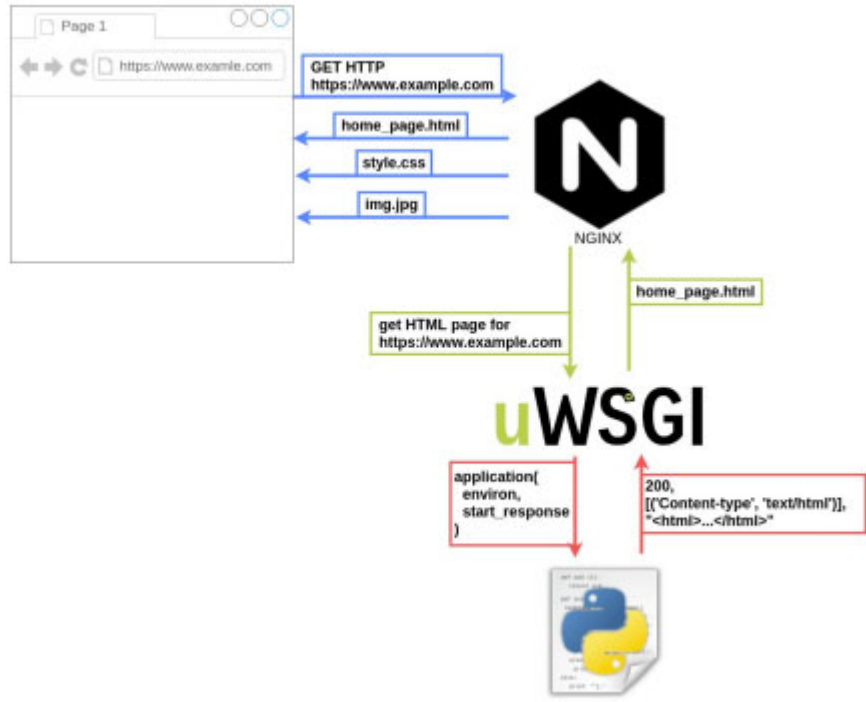 Page 1
https://www.examle.com
GET HTTP
https://www.example.com
home_page.html
style.css
img.jpg
N
NGINX
home_page.html
get HTML page for
https://www.example.com
uWSGI
application(
environ,
start_response
)
200,
[('Content-type', 'text/html')],
"<html>...</html>"